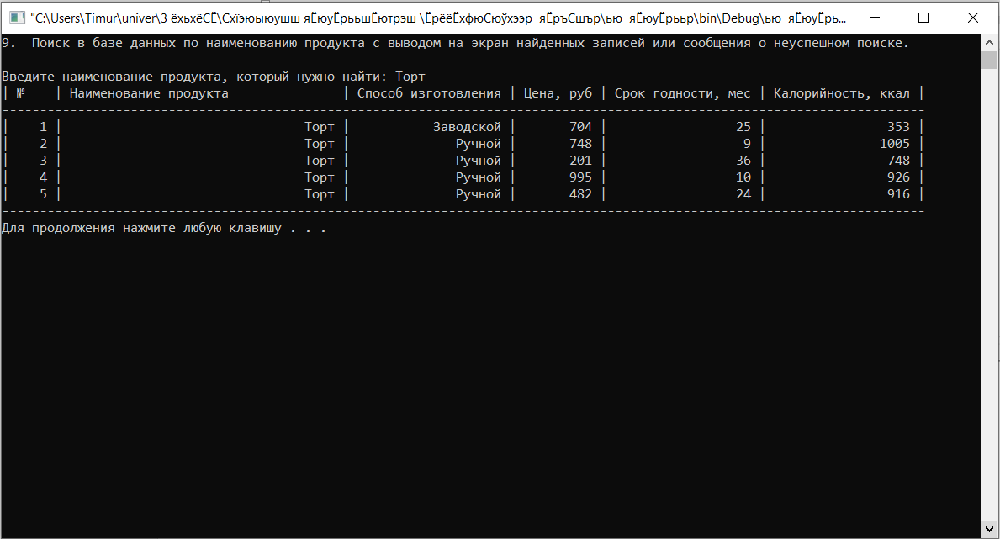 "C:\Users\Timur\univer\3 ёхьхёЄЁ\Єхїэюыюушш яЁюуЁрььшЁютрэш \ЁрёёЁхфюЄюўхээр  яЁръЄшър\ью  яЁюуЁрььр\bin\Debug\ью  яЁюуЁрь...
9.  Поиск в базе данных по наименованию продукта с выводом на экран найденных записей или сообщения о неуспешном поиске.
Введите наименование продукта, который нужно найти: Торт
| № | Наименование продукта | Способ изготовления | Цена, руб | Срок годности, мес | Калорийность, ккал |
| 1 | Торт | Заводской | 704 | 25 | 353 |
| 2 | Торт | Ручной | 748 | 9 | 1005 |
| 3 | Торт | Ручной | 201 | 36 | 748 |
| 4 | Торт | Ручной | 995 | 10 | 926 |
| 5 | Торт | Ручной | 482 | 24 | 916 |
Для продолжения нажмите любую клавишу . . .